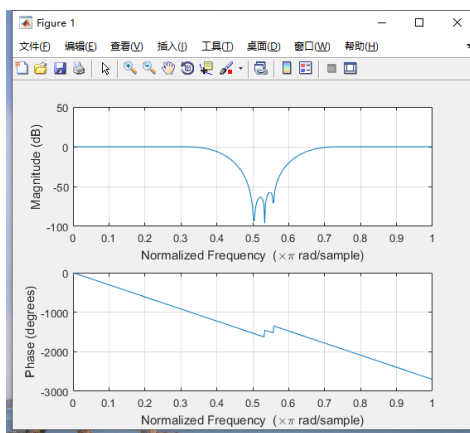 Figure 1
文件(F) 编辑(E) 查看(V) 插入(I) 工具(T) 桌面(D) 窗口(W) 帮助(H)
50
0
-50
-100
Magnitude (dB)
0 0.1 0.2 0.3 0.4 0.5 0.6 0.7 0.8 0.9 1
Normalized Frequency (×π rad/sample)
0
-1000
-2000
-3000
Phase (degrees)
0 0.1 0.2 0.3 0.4 0.5 0.6 0.7 0.8 0.9 1
Normalized Frequency (×π rad/sample)